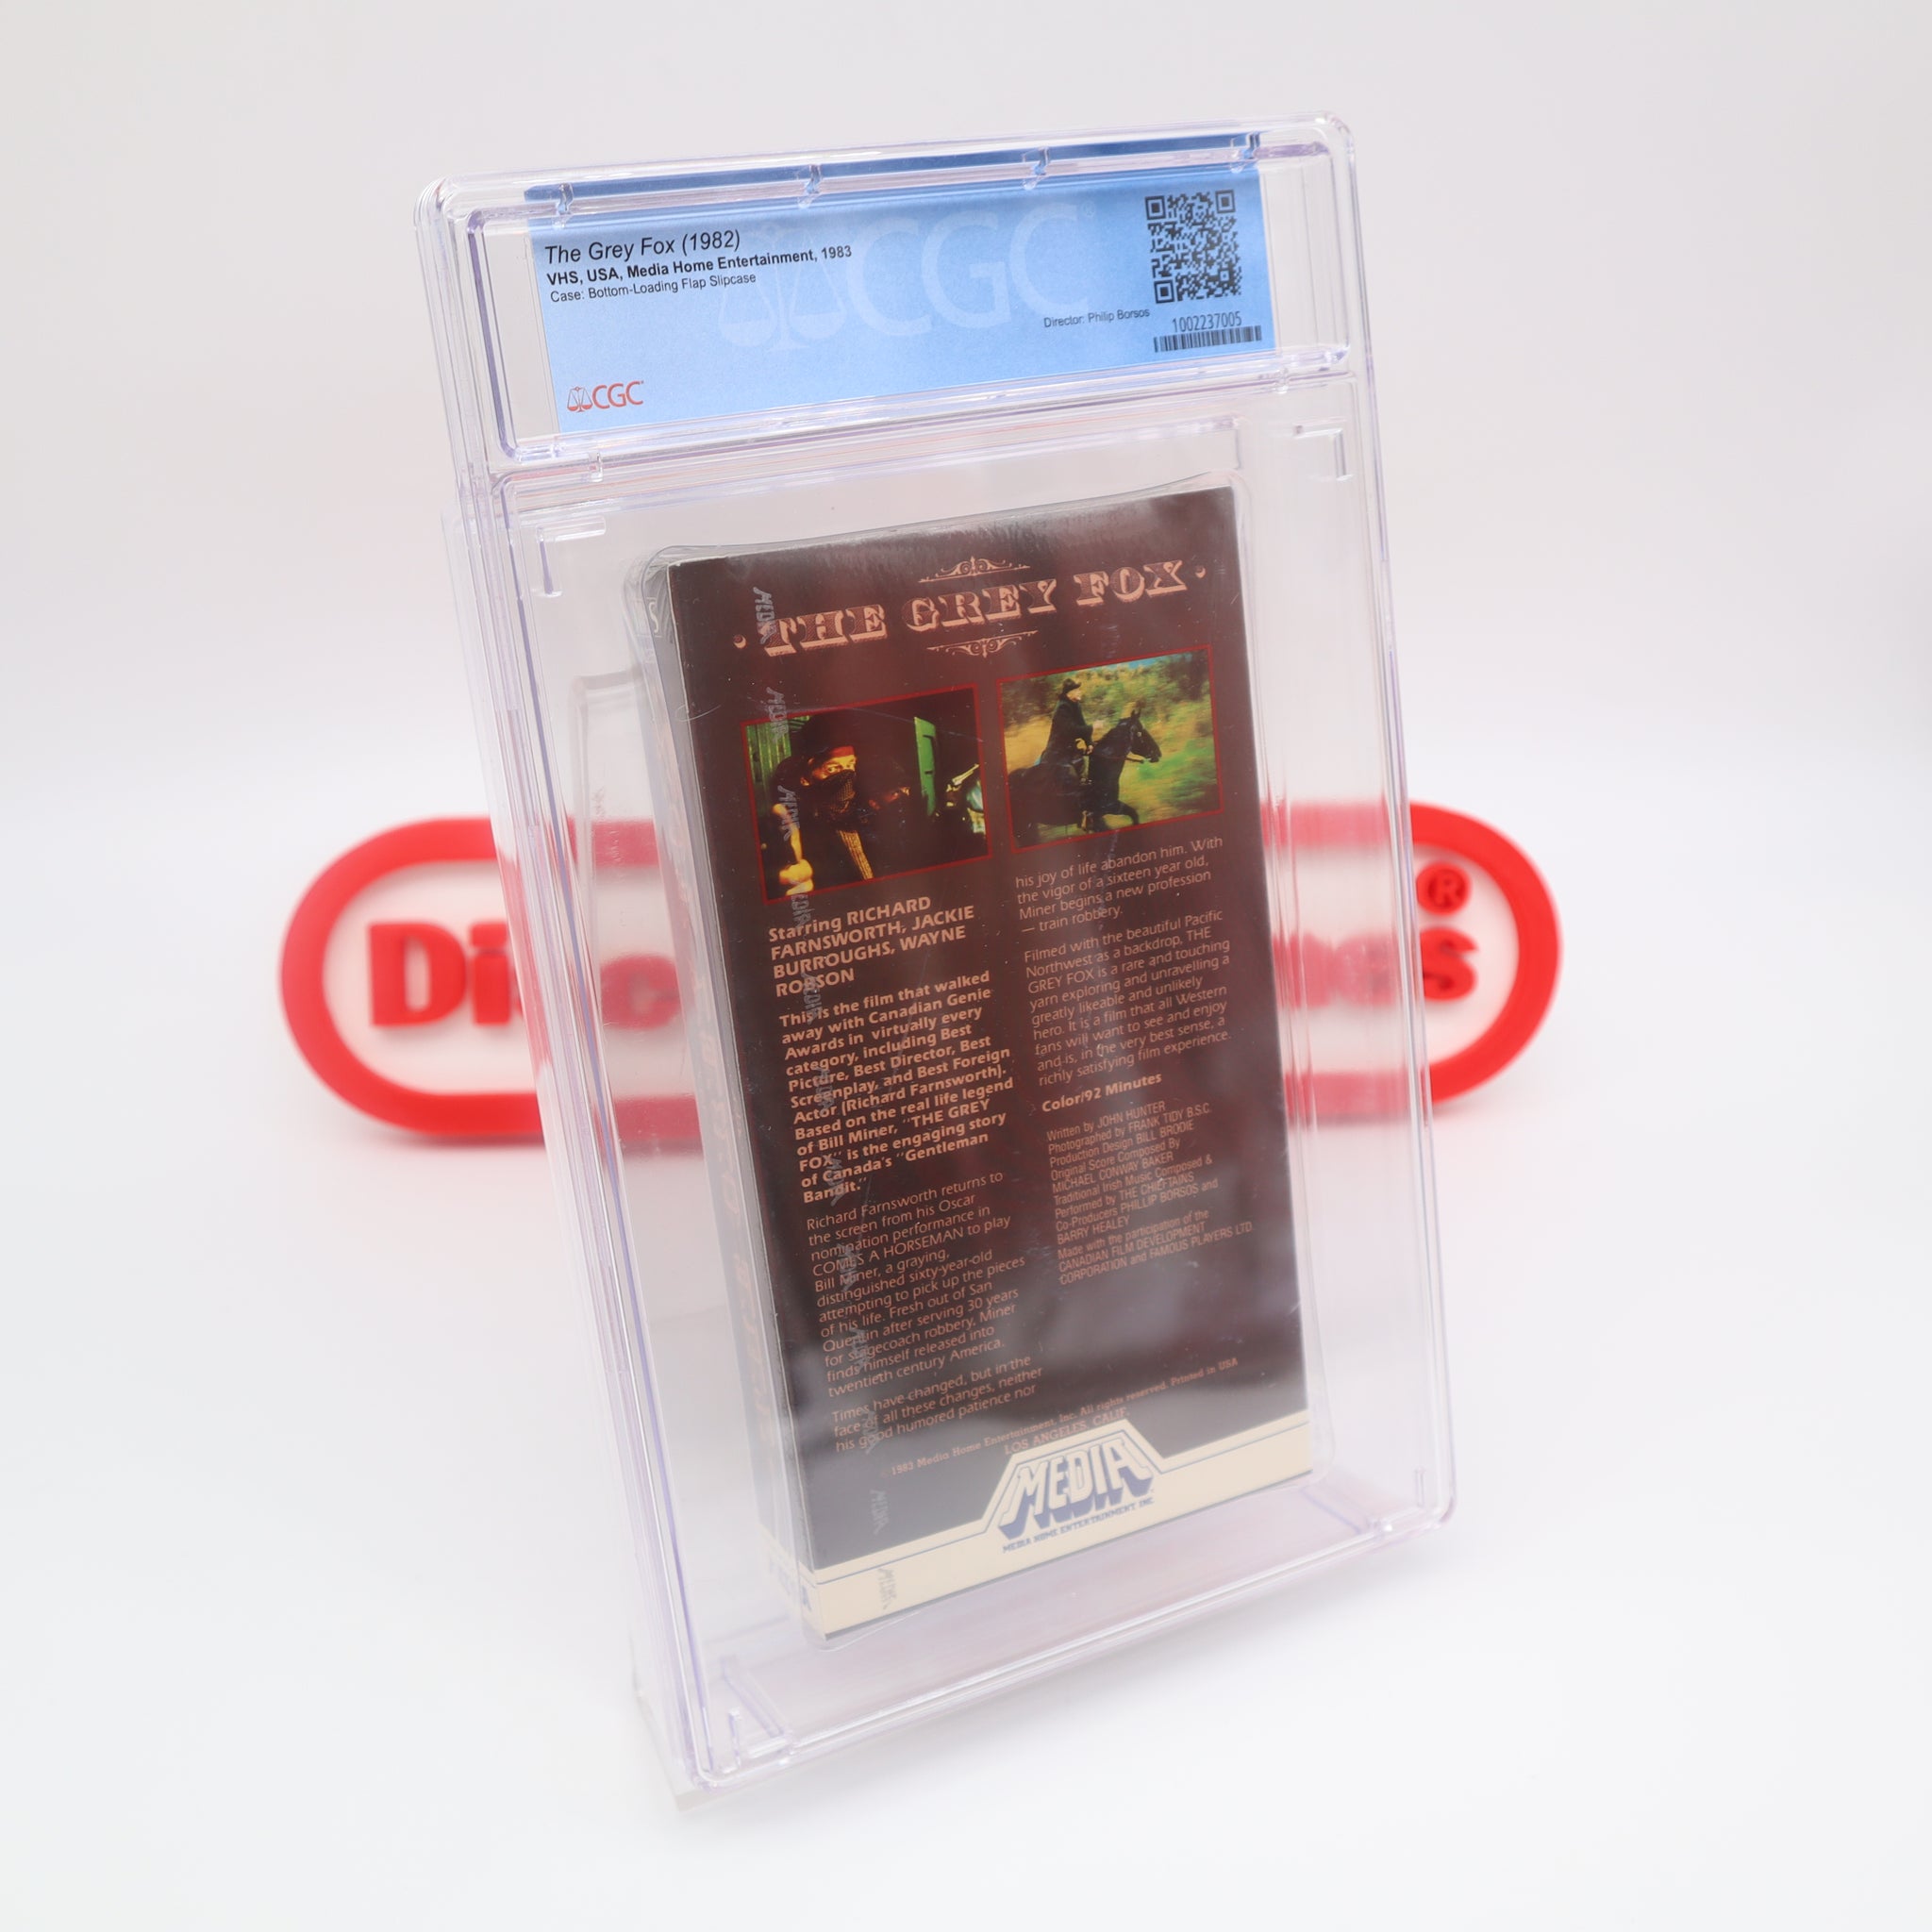 The Grey Fox (1982)
VHS, USA, Media Home Entertainment, 1983
Case: Bottom-Loading Flap Slipcase
CGC
Director: Philip Borsos
1002237005
CGC
· THE GREY FOX ·
Starring RICHARD
FARNSWORTH, JACKIE
BURROUGHS, WAYNE
ROBSON
This is the film that walked
away with Canadian Genie
Awards in virtually every
category, including Best
Picture, Best Director, Best
Screenplay, and Best Foreign
Actor (Richard Farnsworth).
Based on the real life legend
of Bill Miner, "THE GREY
FOX" is the engaging story
of Canada's "Gentleman
Bandit."
Richard Farnsworth returns to
the screen from his Oscar
nomination performance in
COMES A HORSEMAN to play
Bill Miner, a graying,
distinguished sixty-year-old
attempting to pick up the pieces
of his life. Fresh out of San
Quentin after serving 30 years
for stagecoach robbery, Miner
finds himself released into
twentieth century America.
Times have changed, but in the
face of all these changes, neither
his good humored patience nor
his joy of life abandon him. With
the vigor of a sixteen year old,
Miner begins a new profession
— train robbery.
Filmed with the beautiful Pacific
Northwest as a backdrop, THE
GREY FOX is a rare and touching
yarn exploring and unravelling a
greatly likeable and unlikely
hero. It is a film that all Western
fans will want to see and enjoy
and is, in the very best sense, a
richly satisfying film experience.
Color/92 Minutes
Written by JOHN HUNTER
Photographed by FRANK TIDY B.S.C.
Production Design BILL BRODIE
Original Score Composed By
MICHAEL CONWAY BAKER
Traditional Irish Music Composed &
Performed by THE CHIEFTAINS
Co-Producers PHILLIP BORSOS and
BARRY HEALEY
Made with the participation of the
CANADIAN FILM DEVELOPMENT
CORPORATION and FAMOUS PLAYERS LTD.
1983 Media Home Entertainment, Inc. All rights reserved. Printed in USA
LOS ANGELES, CALIF.
MEDIA
MEDIA HOME ENTERTAINMENT INC
Disc
®
s